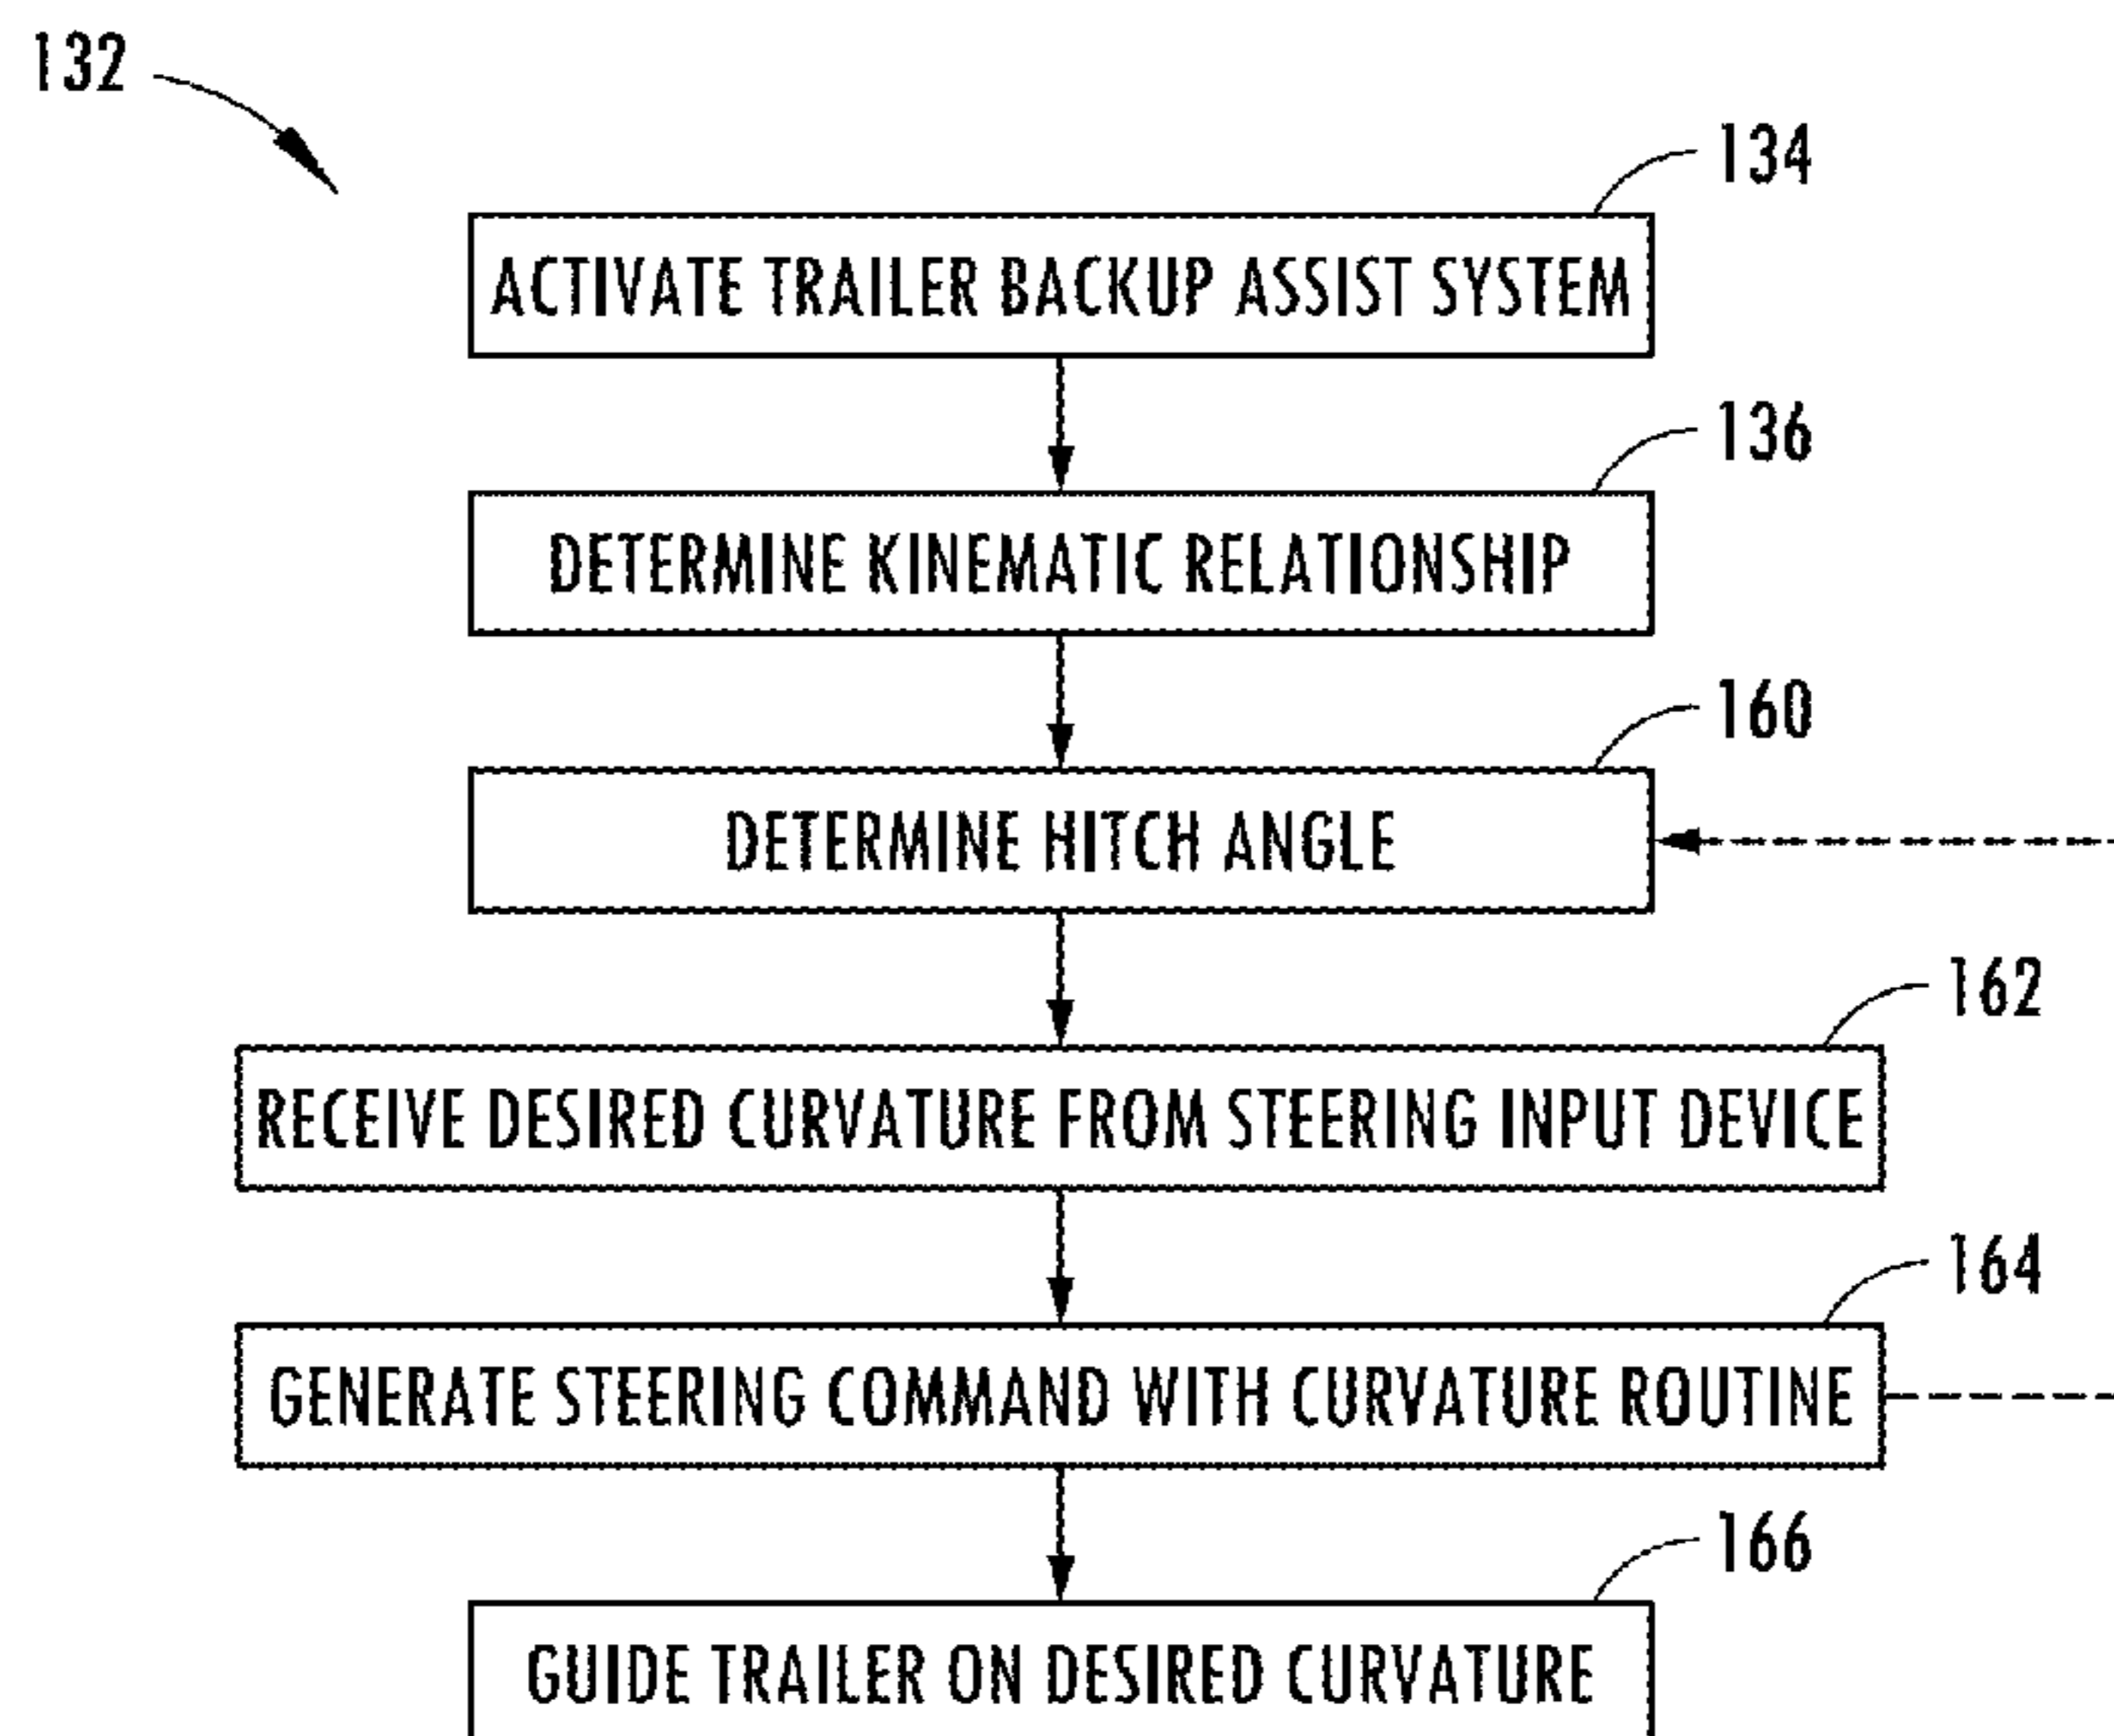 132
134
ACTIVATE TRAILER BACKUP ASSIST SYSTEM
136
DETERMINE KINEMATIC RELATIONSHIP
160
DETERMINE HITCH ANGLE
162
RECEIVE DESIRED CURVATURE FROM STEERING INPUT DEVICE
164
GENERATE STEERING COMMAND WITH CURVATURE ROUTINE
166
GUIDE TRAILER ON DESIRED CURVATURE